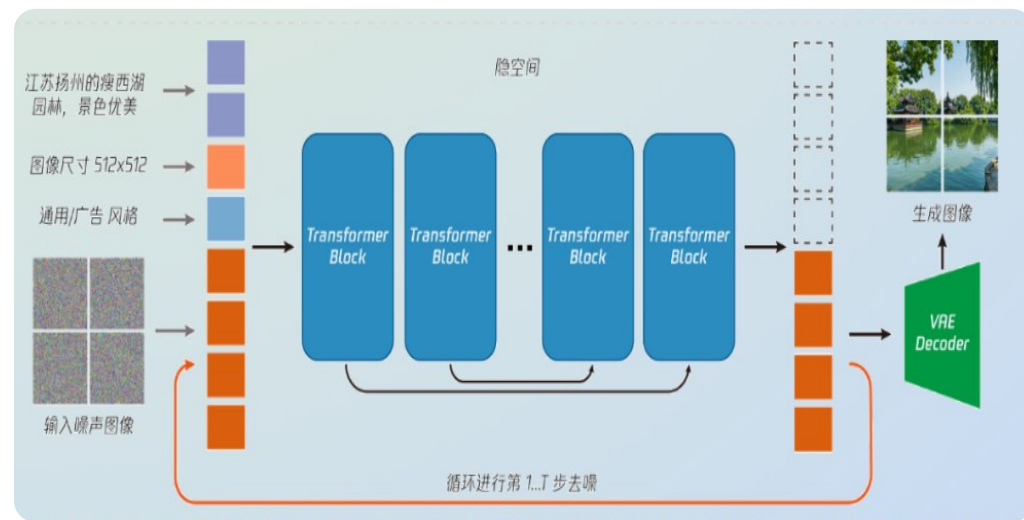 江苏扬州的瘦西湖
园林，景色优美
图像尺寸 512x512
通用/广告 风格
输入噪声图像
隐空间
Transformer
Block
Transformer
Block
...
Transformer
Block
Transformer
Block
循环进行第 1...T 步去噪
生成图像
VAE
Decoder